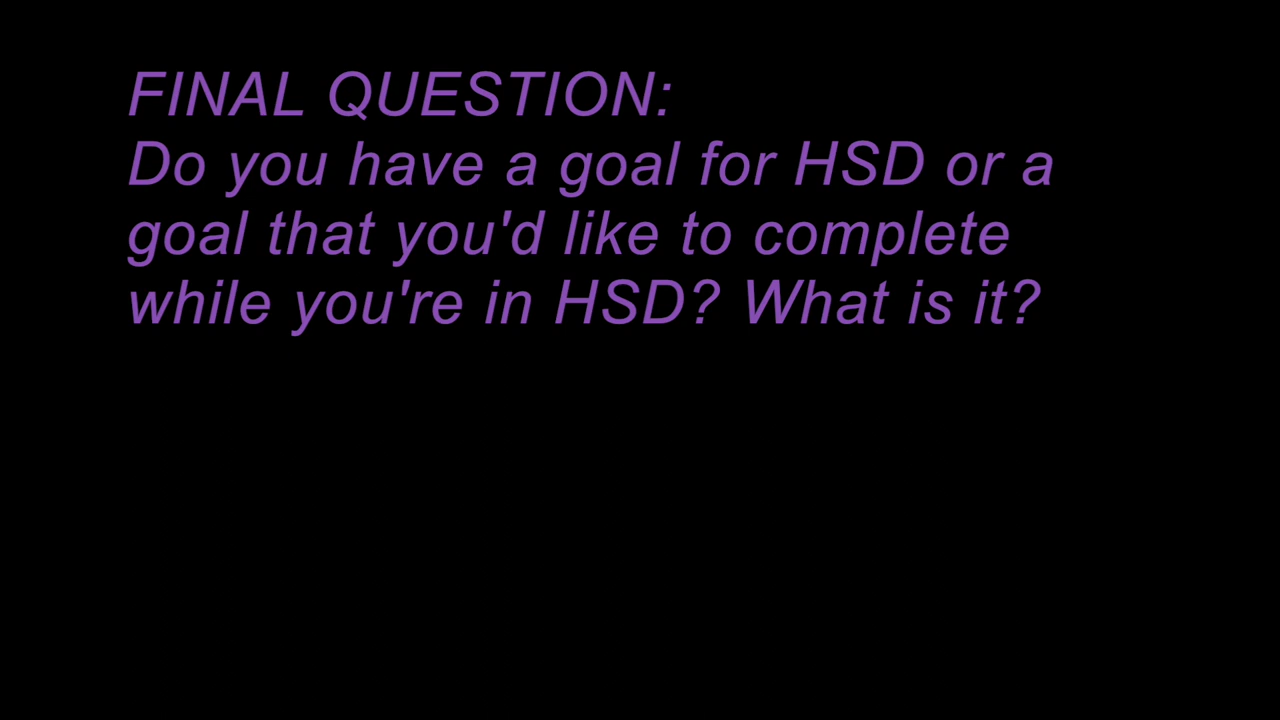 FINAL QUESTION:
Do you have a goal for HSD or a
goal that you'd like to complete
while you're in HSD? What is it?